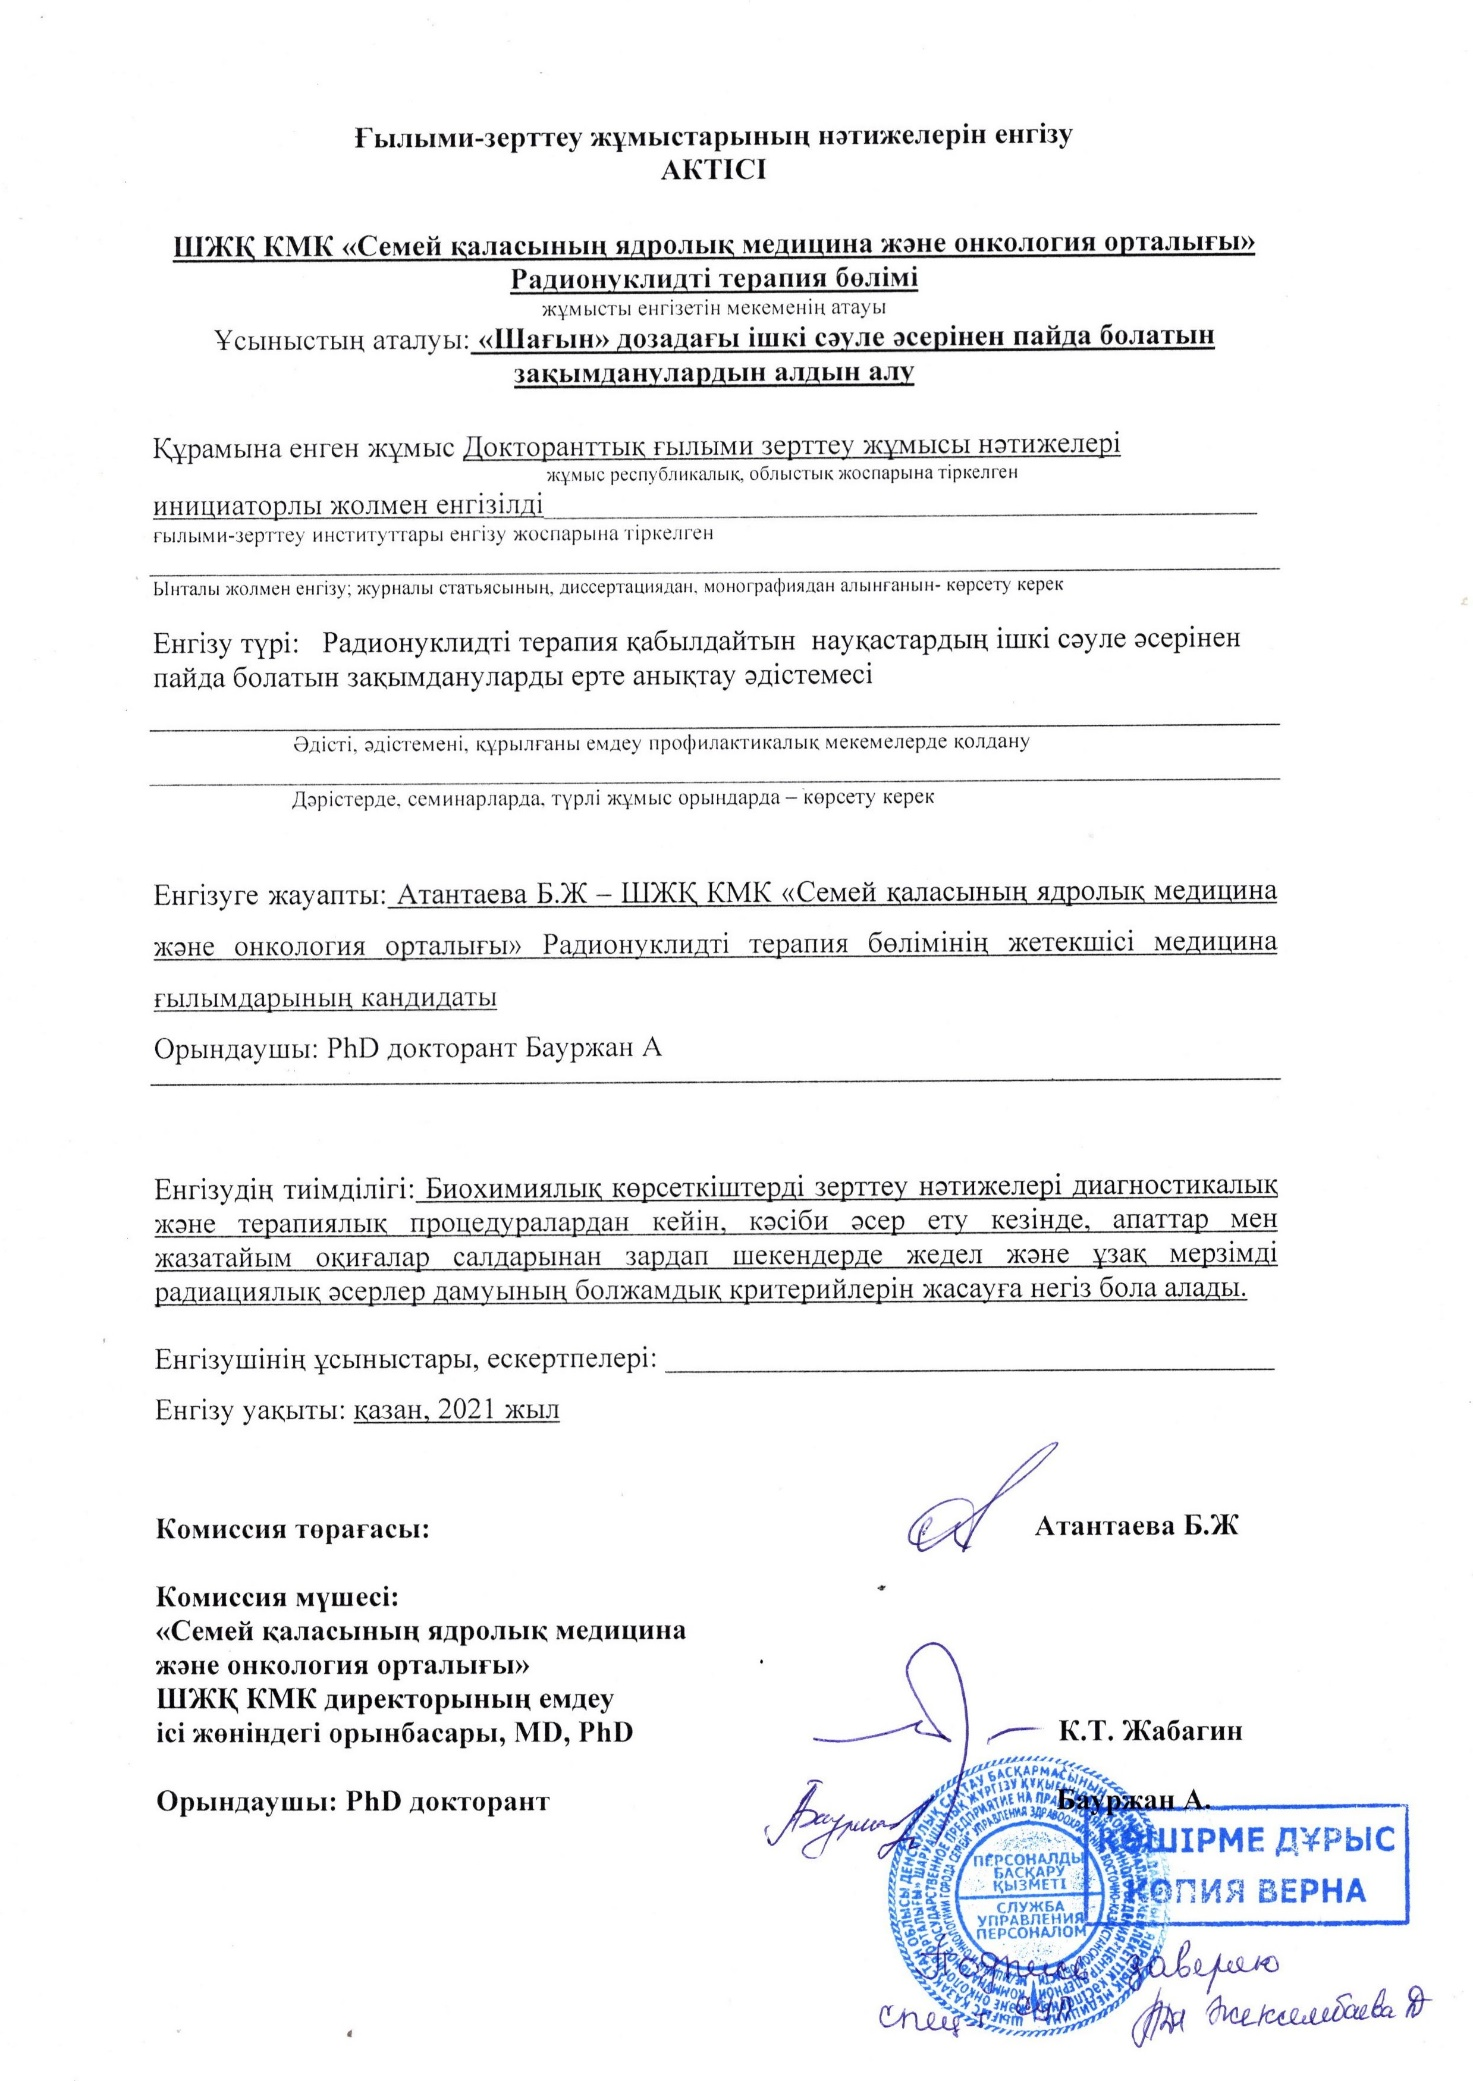 Ғылыми-зерттеу жұмыстарының нәтижелерін енгізу
АКТІСІ
ШЖҚ КМК «Семей қаласының ядролық медицина және онкология орталығы»
Радионуклидті терапия бөлімі
жұмысты енгізетін мекеменің атауы
Ұсыныстың аталуы: «Шағын» дозадағы ішкі сәуле әсерінен пайда болатын
зақымданулардын алдын алу
Құрамына енген жұмыс Докторанттық ғылыми зерттеу жұмысы нәтижелері
жұмыс республикалық, облыстық жоспарына тіркелген
инициаторлы жолмен енгізілді
ғылыми-зерттеу институттары енгізу жоспарына тіркелген
Ынталы жолмен енгізу; журналы статьясының, диссертациядан, монографиядан алынғанын- көрсету керек
Енгізу түрі: Радионуклидті терапия қабылдайтын науқастардың ішкі сәуле әсерінен
пайда болатын зақымдануларды ерте анықтау әдістемесі
Әдісті, әдістемені, құрылғаны емдеу профилактикалық мекемелерде қолдану
Дәрістерде, семинарларда, түрлі жұмыс орындарда – көрсету керек
Енгізуге жауапты: Атантаева Б.Ж – ШЖҚ КМК «Семей қаласының ядролық медицина
және онкология орталығы» Радионуклидті терапия бөлімінің жетекшісі медицина
ғылымдарының кандидаты
Орындаушы: PhD докторант Бауржан А
Енгізудің тиімділігі: Биохимиялық көрсеткіштерді зерттеу нәтижелері диагностикалық
және терапиялық процедуралардан кейін, кәсіби әсер ету кезінде, апаттар мен
жазатайым оқиғалар салдарынан зардап шекендерде жедел және ұзақ мерзімді
радиациялық әсерлер дамуының болжамдық критерийлерін жасауға негіз бола алады.
Енгізушінің ұсыныстары, ескертпелері:
Енгізу уақыты: қазан, 2021 жыл
Комиссия төрағасы: Атантаева Б.Ж
Комиссия мүшесі:
«Семей қаласының ядролық медицина
және онкология орталығы»
ШЖҚ КМК директорының емдеу
ісі жөніндегі орынбасары, MD, PhD К.Т. Жабагин
Орындаушы: PhD докторант Бауржан А.
КӨШІРМЕ ДҰРЫС
КОПИЯ ВЕРНА
ПЕРСОНАЛДЫ
БАСҚАРУ
ҚЫЗМЕТІ
СЛУЖБА
УПРАВЛЕНИЯ
ПЕРСОНАЛОМ
Подпись заверяю